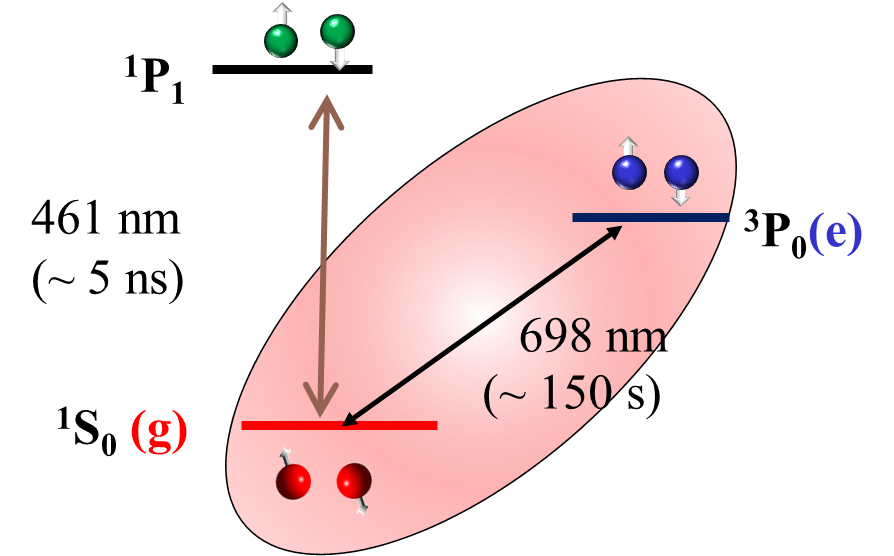 ¹P₁
461 nm
(~ 5 ns)
³P₀(e)
698 nm
(~ 150 s)
¹S₀ (g)